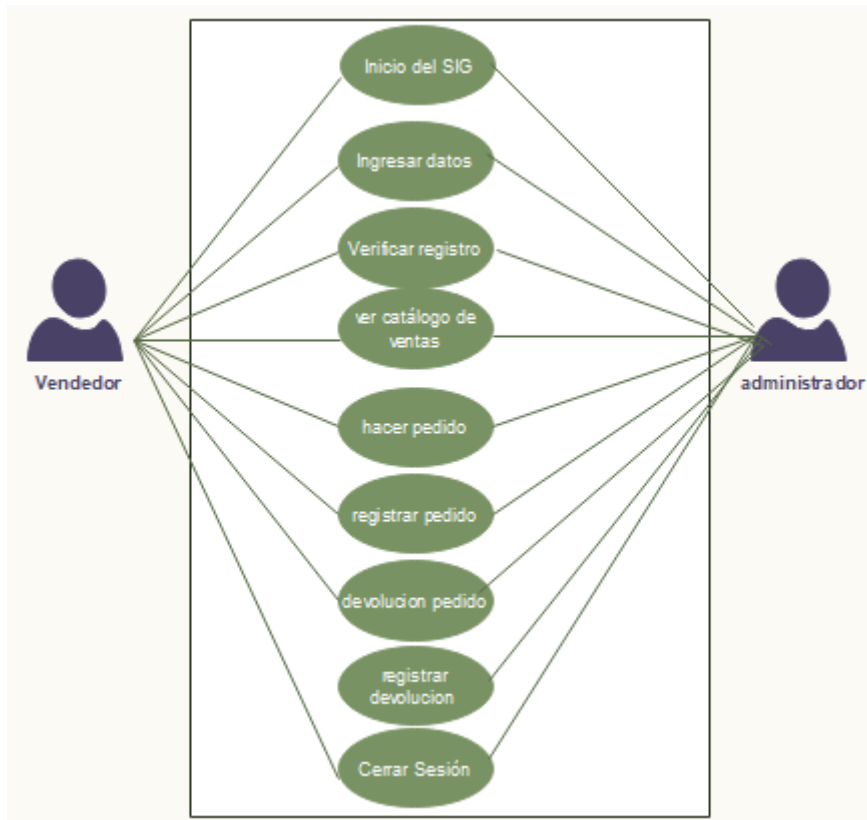 Inicio del SIG
Ingresar datos
Verificar registro
ver catálogo de
ventas
Vendedor
administrador
hacer pedido
registrar pedido
devolucion pedido
registrar
devolucion
Cerrar Sesión